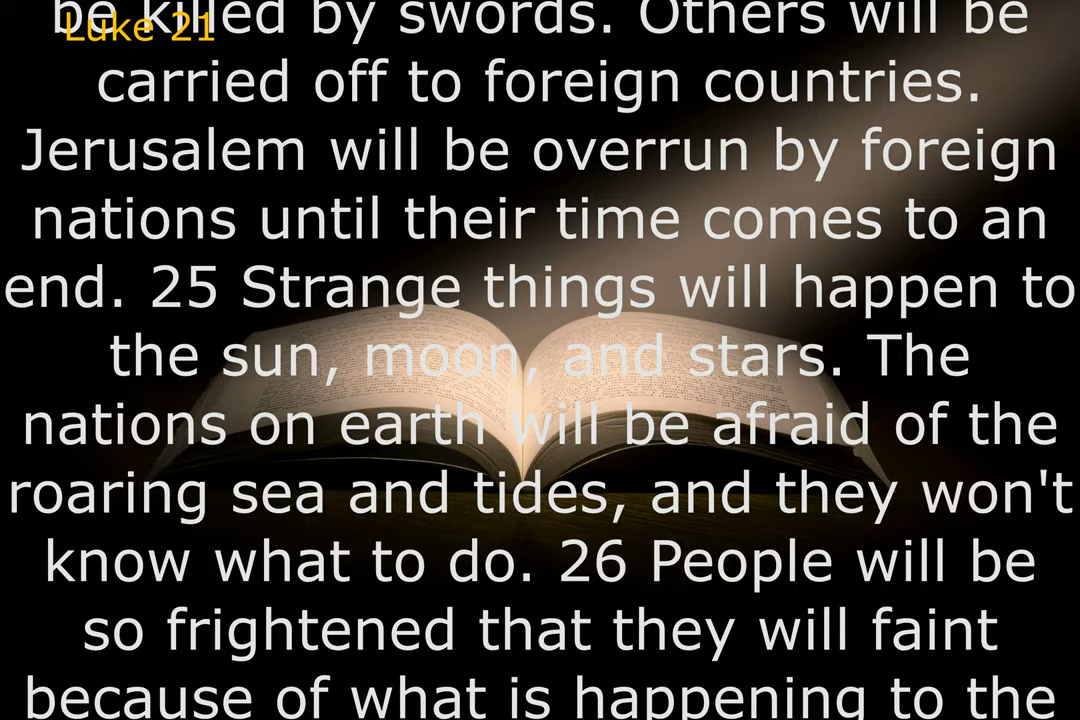 Luke 21
be killed by swords. Others will be
carried off to foreign countries.
Jerusalem will be overrun by foreign
nations until their time comes to an
end. 25 Strange things will happen to
the sun, moon, and stars. The
nations on earth will be afraid of the
roaring sea and tides, and they won't
know what to do. 26 People will be
so frightened that they will faint
because of what is happening to the